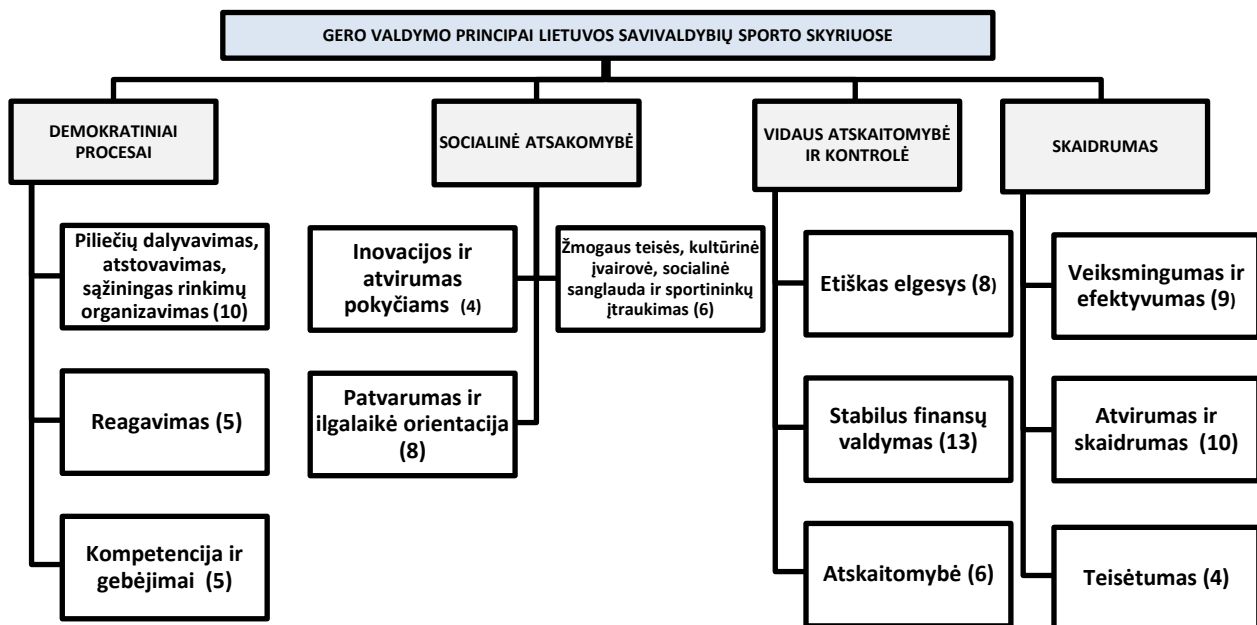 GERO VALDYMO PRINCIPAI LIETUVOS SAVIVALDYBIŲ SPORTO SKYRIUOSE
DEMOKRATINIAI
PROCESAI
Piliečių dalyvavimas,
atstovavimas,
sąžiningas rinkimų
organizavimas (10)
Reagavimas (5)
Kompetencija ir
gebėjimai (5)
SOCIALINĖ ATSAKOMYBĖ
Inovacijos ir
atvirumas
pokyčiams (4)
Žmogaus teisės, kultūrinė
įvairovė, socialinė
sanglauda ir sportininkų
įtraukimas (6)
Patvarumas ir
ilgalaikė orientacija
(8)
VIDAUS ATSKAITOMYBĖ
IR KONTROLĖ
Etiškas elgesys (8)
Stabilus finansų
valdymas (13)
Atskaitomybė (6)
SKAIDRUMAS
Veiksmingumas ir
efektyvumas (9)
Atvirumas ir
skaidrumas (10)
Teisėtumas (4)